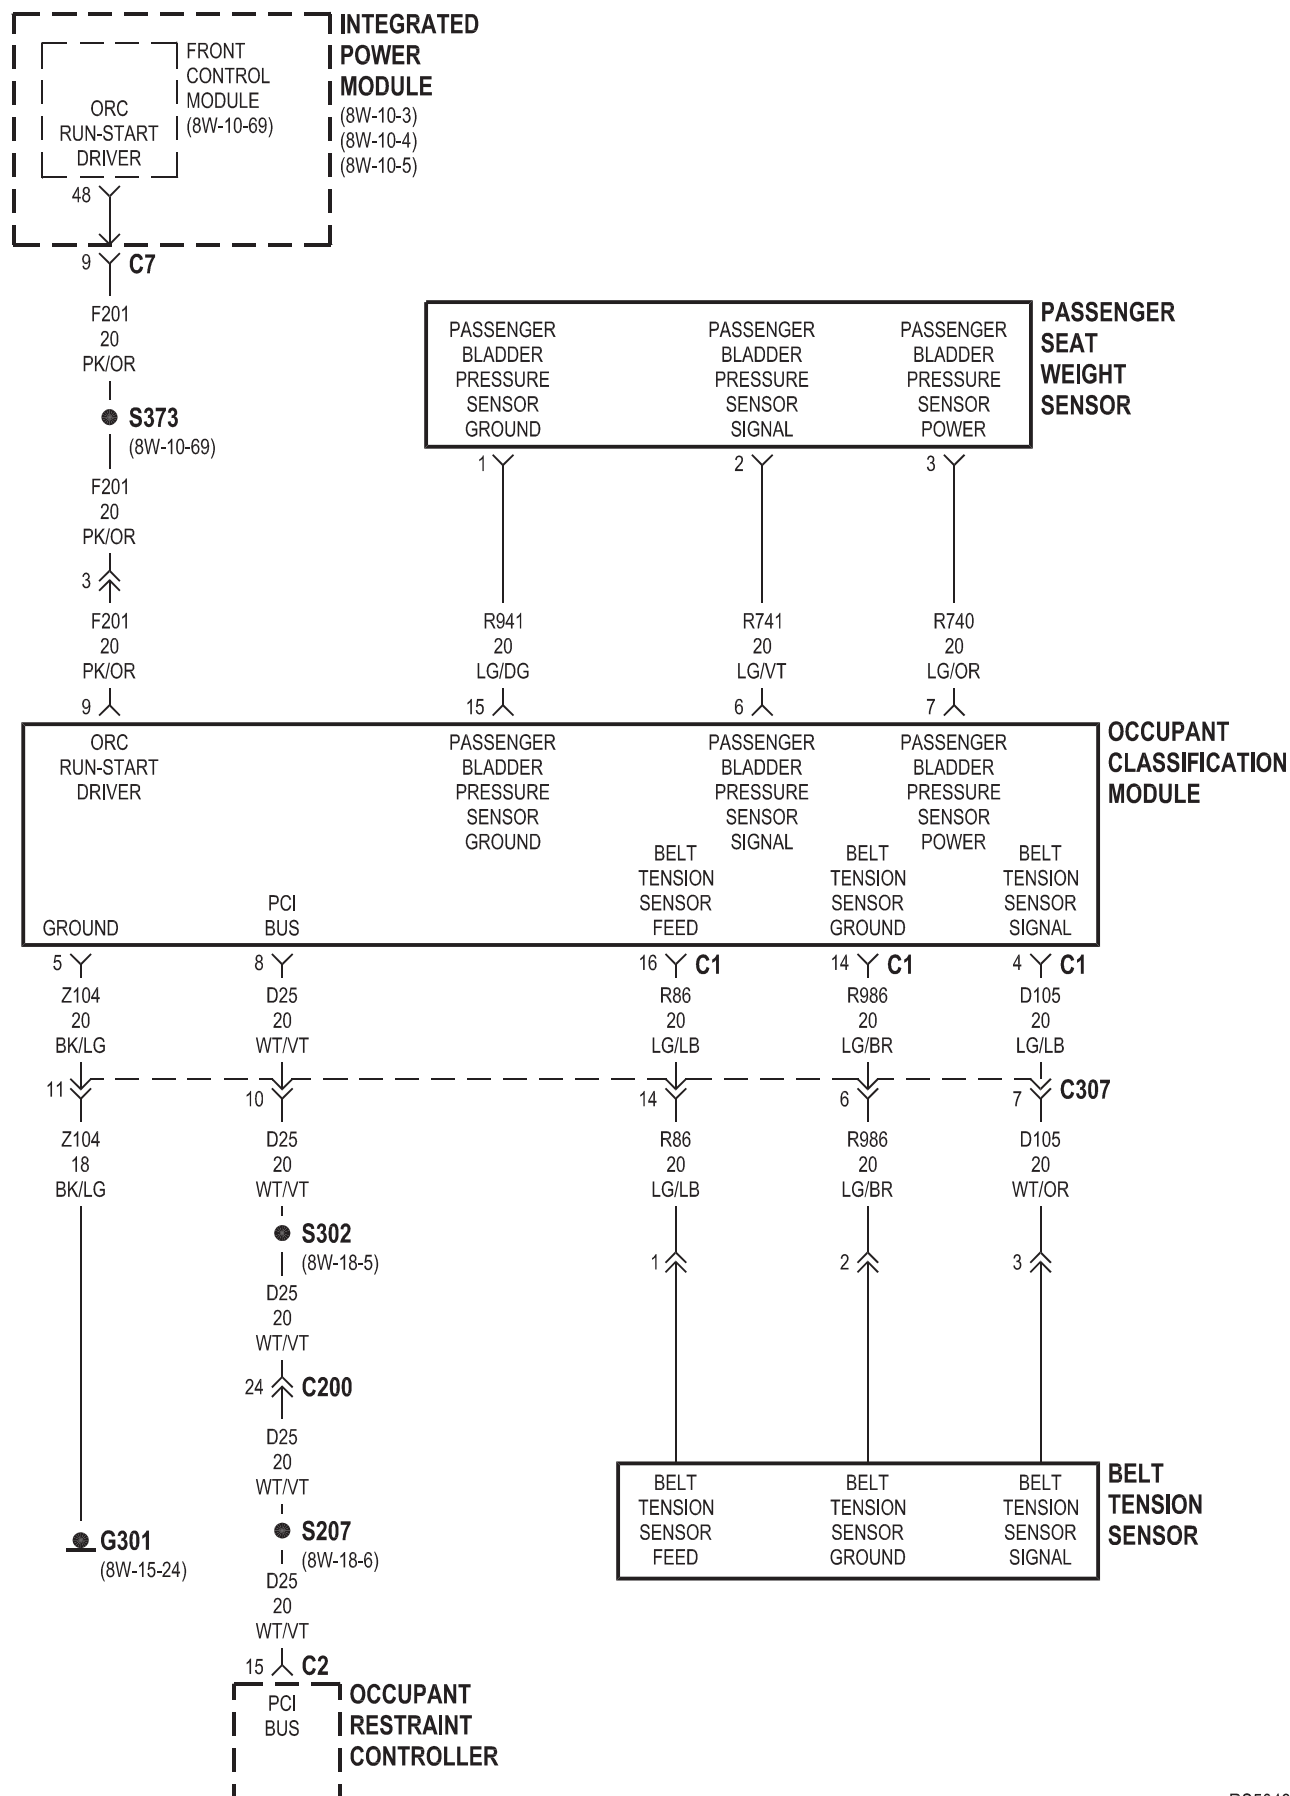 INTEGRATED
POWER
MODULE
(8W-10-3)
(8W-10-4)
(8W-10-5)
FRONT
CONTROL
MODULE
(8W-10-69)
ORC
RUN-START
DRIVER
48
9 C7
F201
20
PK/OR
S373
(8W-10-69)
F201
20
PK/OR
3
F201
20
PK/OR
9
PASSENGER
SEAT
WEIGHT
SENSOR
PASSENGER
BLADDER
PRESSURE
SENSOR
GROUND
PASSENGER
BLADDER
PRESSURE
SENSOR
SIGNAL
PASSENGER
BLADDER
PRESSURE
SENSOR
POWER
1
2
3
R941
20
LG/DG
15
R741
20
LG/VT
6
R740
20
LG/OR
7
OCCUPANT
CLASSIFICATION
MODULE
ORC
RUN-START
DRIVER
PASSENGER
BLADDER
PRESSURE
SENSOR
GROUND
PASSENGER
BLADDER
PRESSURE
SENSOR
SIGNAL
PASSENGER
BLADDER
PRESSURE
SENSOR
POWER
GROUND
PCI
BUS
BELT
TENSION
SENSOR
FEED
BELT
TENSION
SENSOR
GROUND
BELT
TENSION
SENSOR
SIGNAL
5
8
16 C1
14 C1
4 C1
Z104
20
BK/LG
D25
20
WT/VT
R86
20
LG/LB
R986
20
LG/BR
D105
20
LG/LB
11
10
14
6
7 C307
Z104
18
BK/LG
D25
20
WT/VT
R86
20
LG/LB
R986
20
LG/BR
D105
20
WT/OR
S302
(8W-18-5)
1
2
3
D25
20
WT/VT
24 C200
D25
20
WT/VT
S207
(8W-18-6)
G301
(8W-15-24)
D25
20
WT/VT
15 C2
BELT
TENSION
SENSOR
BELT
TENSION
SENSOR
FEED
BELT
TENSION
SENSOR
GROUND
BELT
TENSION
SENSOR
SIGNAL
PCI
BUS
OCCUPANT
RESTRAINT
CONTROLLER